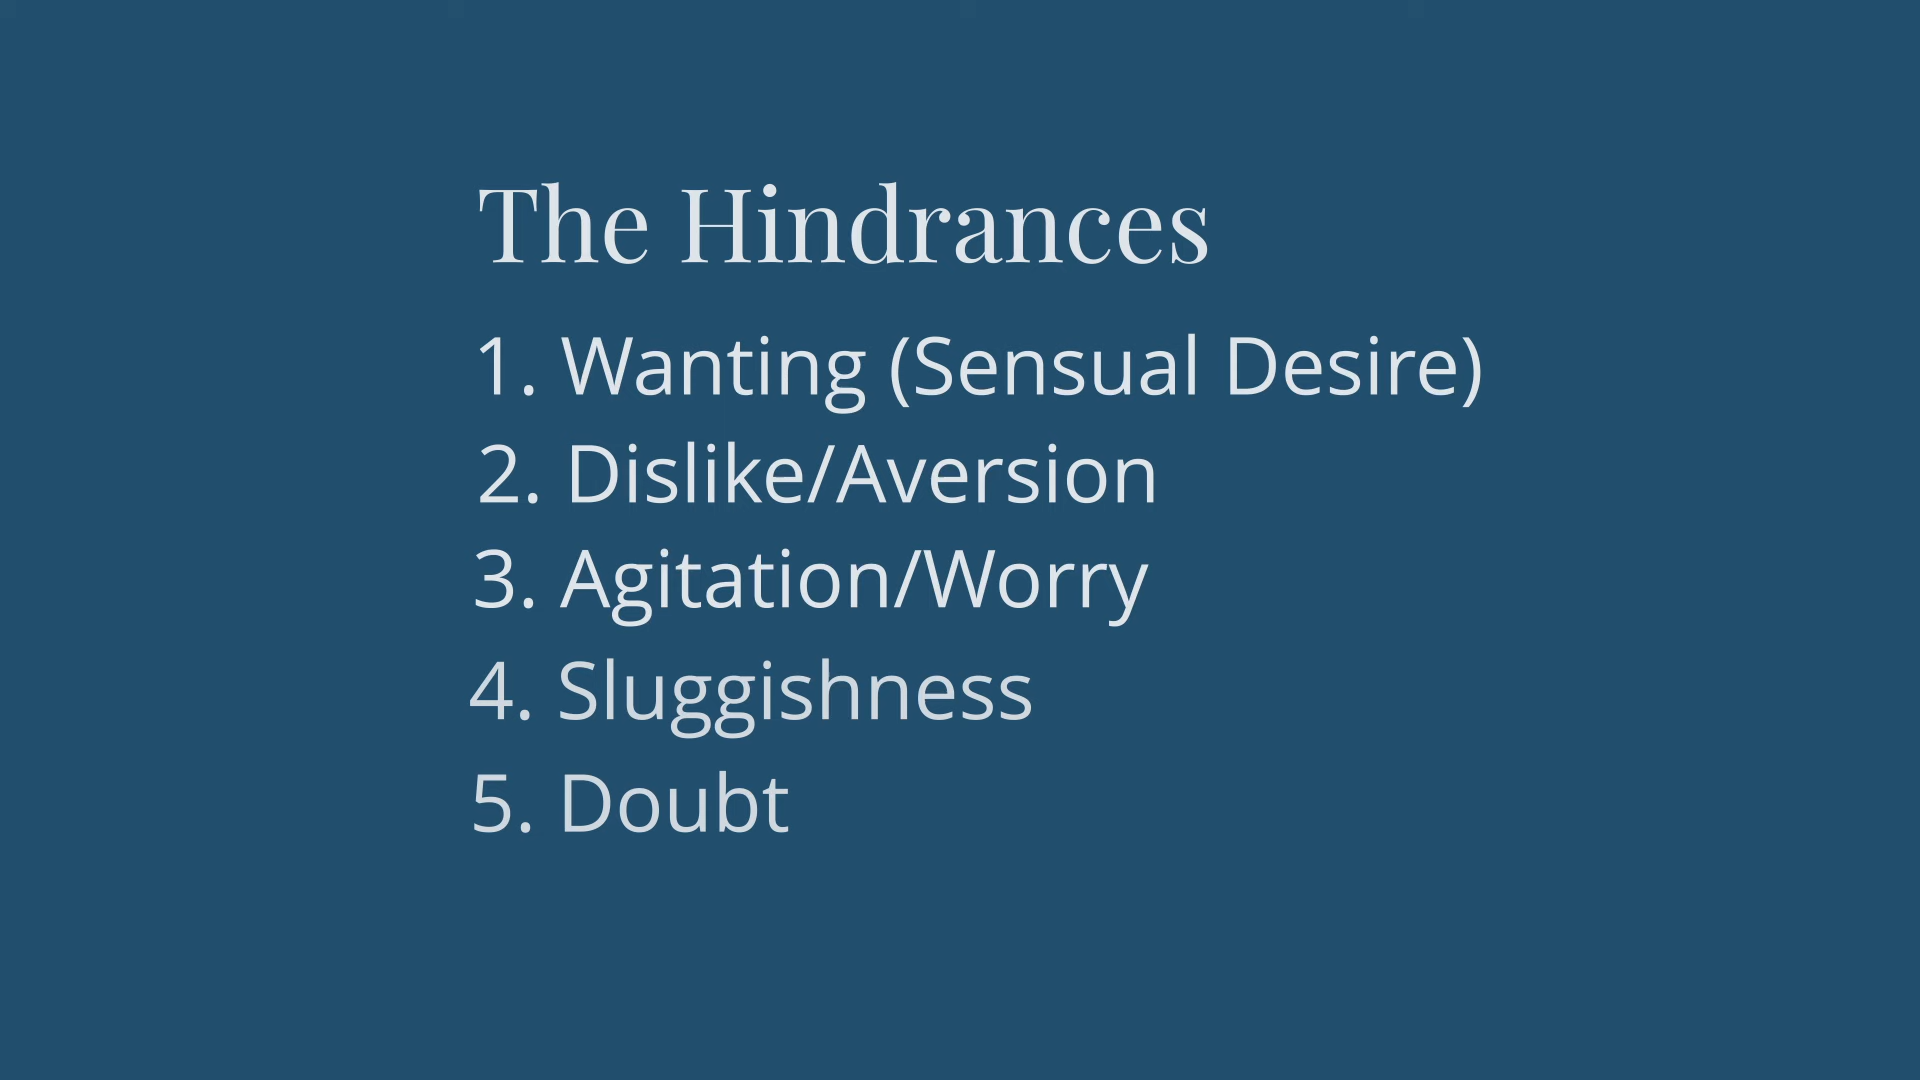 The Hindrances
1. Wanting (Sensual Desire)
2. Dislike/Aversion
3. Agitation/Worry
4. Sluggishness
5. Doubt